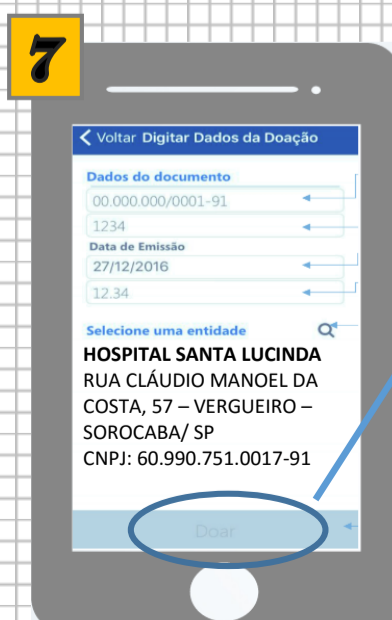 7
Voltar Digitar Dados da Doação
Dados do documento
00.000.000/0001-91
1234
Data de Emissão
27/12/2016
12.34
Selecione uma entidade
HOSPITAL SANTA LUCINDA
RUA CLÁUDIO MANOEL DA
COSTA, 57 – VERGUEIRO –
SOROCABA/ SP
CNPJ: 60.990.751.0017-91
Doar